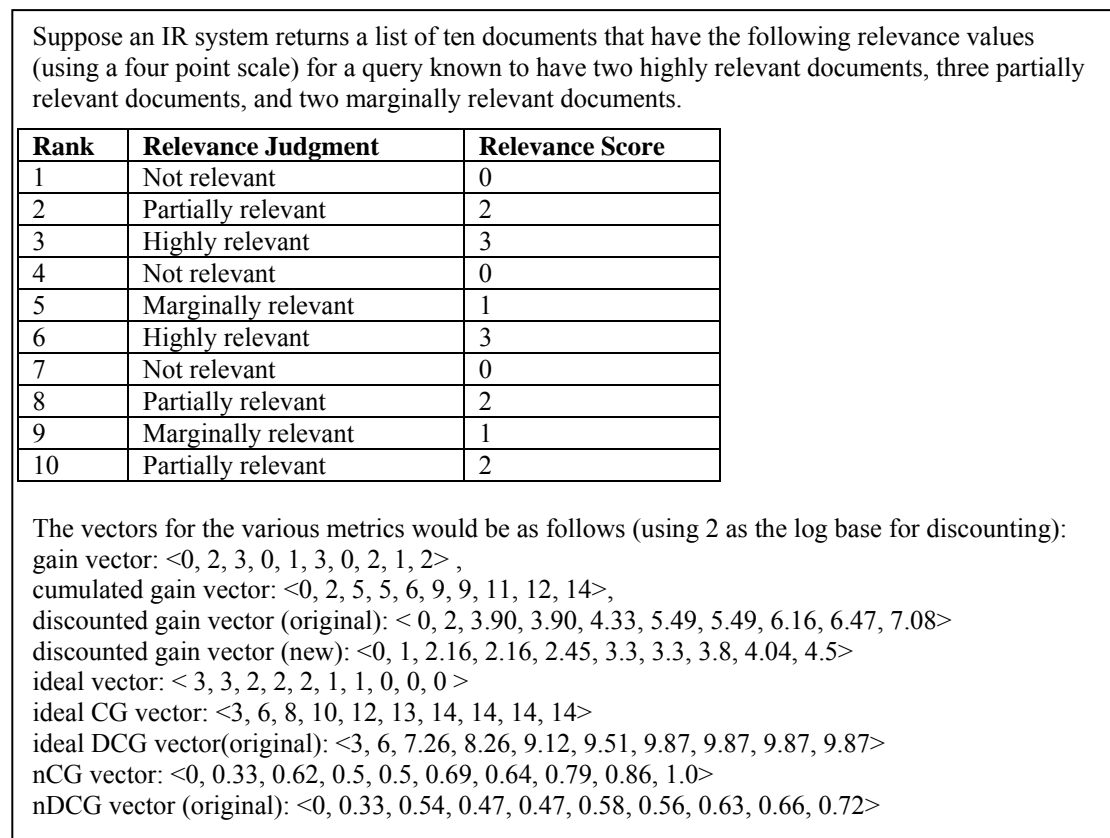 Suppose an IR system returns a list of ten documents that have the following relevance values
(using a four point scale) for a query known to have two highly relevant documents, three partially
relevant documents, and two marginally relevant documents.
Rank Relevance Judgment Relevance Score
1 Not relevant 0
2 Partially relevant 2
3 Highly relevant 3
4 Not relevant 0
5 Marginally relevant 1
6 Highly relevant 3
7 Not relevant 0
8 Partially relevant 2
9 Marginally relevant 1
10 Partially relevant 2
The vectors for the various metrics would be as follows (using 2 as the log base for discounting):
gain vector: <0, 2, 3, 0, 1, 3, 0, 2, 1, 2> ,
cumulated gain vector: <0, 2, 5, 5, 6, 9, 9, 11, 12, 14>,
discounted gain vector (original): < 0, 2, 3.90, 3.90, 4.33, 5.49, 5.49, 6.16, 6.47, 7.08>
discounted gain vector (new): <0, 1, 2.16, 2.16, 2.45, 3.3, 3.3, 3.8, 4.04, 4.5>
ideal vector: < 3, 3, 2, 2, 2, 1, 1, 0, 0, 0 >
ideal CG vector: <3, 6, 8, 10, 12, 13, 14, 14, 14, 14>
ideal DCG vector(original): <3, 6, 7.26, 8.26, 9.12, 9.51, 9.87, 9.87, 9.87, 9.87>
nCG vector: <0, 0.33, 0.62, 0.5, 0.5, 0.69, 0.64, 0.79, 0.86, 1.0>
nDCG vector (original): <0, 0.33, 0.54, 0.47, 0.47, 0.58, 0.56, 0.63, 0.66, 0.72>